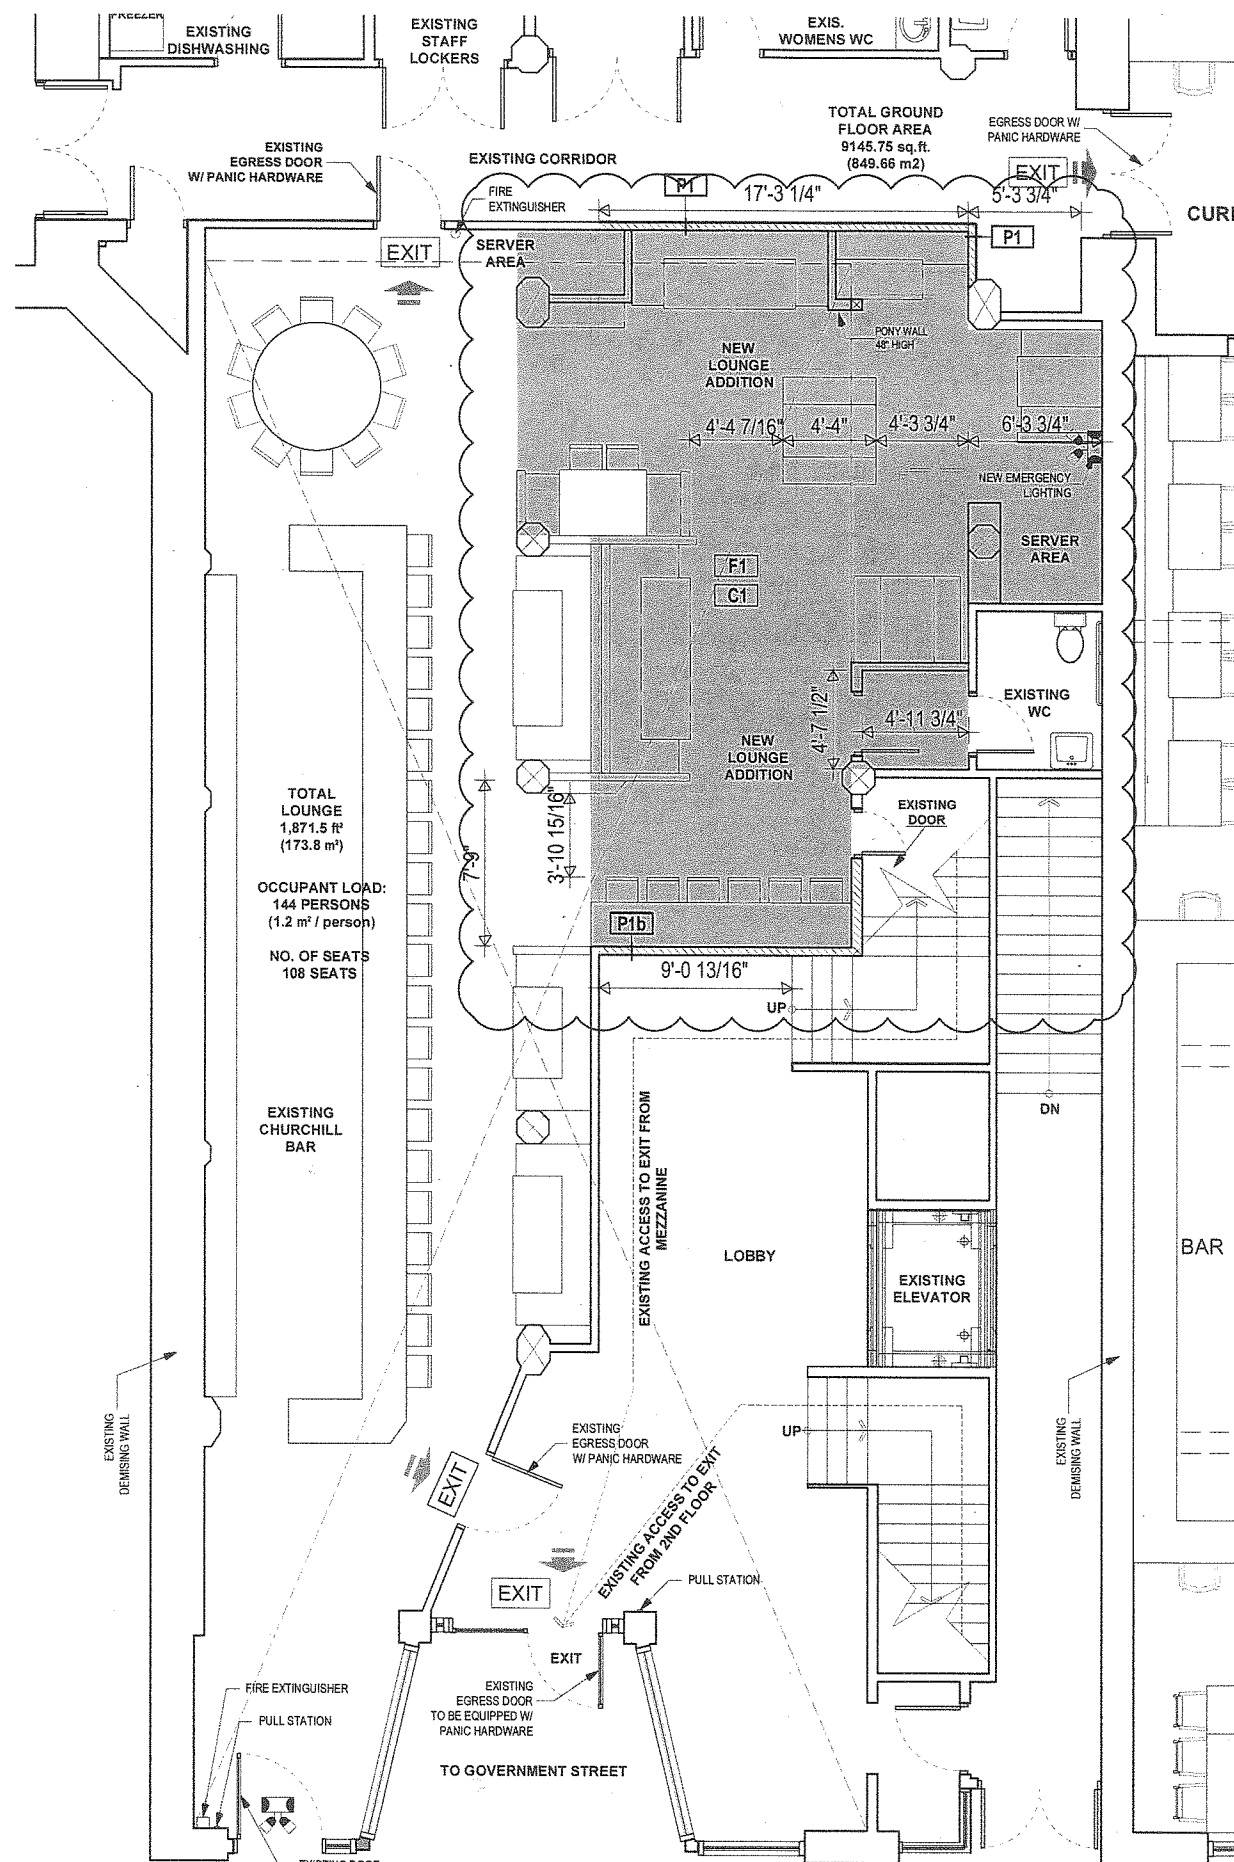 FREEZER
EXISTING
DISHWASHING
EXISTING
STAFF
LOCKERS
EXIS.
WOMENS WC
TOTAL GROUND
FLOOR AREA
9145.75 sq.ft.
(849.66 m2)
EGRESS DOOR W/
PANIC HARDWARE
EXISTING
EGRESS DOOR
W/ PANIC HARDWARE
EXISTING CORRIDOR
EXIT
P1
17'-3 1/4"
5'-3 3/4"
FIRE
EXTINGUISHER
P1
EXIT
SERVER
AREA
PONY WALL
48" HIGH
NEW
LOUNGE
ADDITION
4'-4 7/16"
4'-4"
4'-3 3/4"
6'-3 3/4"
NEW EMERGENCY
LIGHTING
SERVER
AREA
F1
C1
EXISTING
WC
4'-7 1/2"
4'-11 3/4"
NEW
LOUNGE
ADDITION
TOTAL
LOUNGE
1,871.5 ft²
(173.8 m²)
EXISTING
DOOR
7'-9"
3'-10 15/16"
OCCUPANT LOAD:
144 PERSONS
(1.2 m² / person)
NO. OF SEATS
108 SEATS
P1b
9'-0 13/16"
UP
DN
EXISTING
CHURCHILL
BAR
EXISTING ACCESS TO EXIT FROM
MEZZANINE
LOBBY
BAR
EXISTING
ELEVATOR
EXISTING
DEMISING WALL
EXISTING
DEMISING WALL
EXISTING
EGRESS DOOR
W/ PANIC HARDWARE
UP
EXIT
EXISTING ACCESS TO EXIT
FROM 2ND FLOOR
EXIT
PULL STATION
EXIT
EXISTING
EGRESS DOOR
TO BE EQUIPPED W/
PANIC HARDWARE
FIRE EXTINGUISHER
PULL STATION
TO GOVERNMENT STREET
EXISTING DOOR